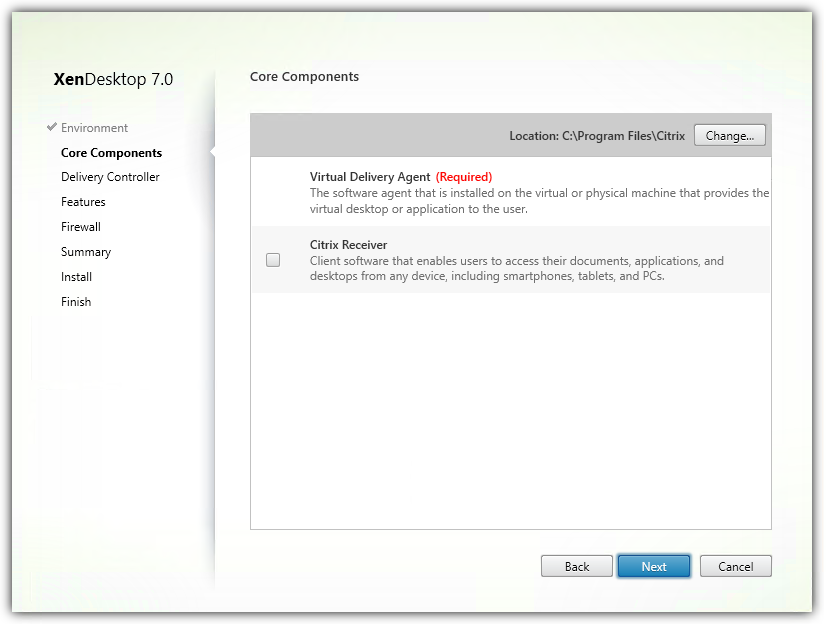 XenDesktop 7.0
Environment
Core Components
Delivery Controller
Features
Firewall
Summary
Install
Finish
Core Components
Location: C:\Program Files\Citrix
Change...
Virtual Delivery Agent (Required)
The software agent that is installed on the virtual or physical machine that provides the
virtual desktop or application to the user.
Citrix Receiver
Client software that enables users to access their documents, applications, and
desktops from any device, including smartphones, tablets, and PCs.
Back
Next
Cancel